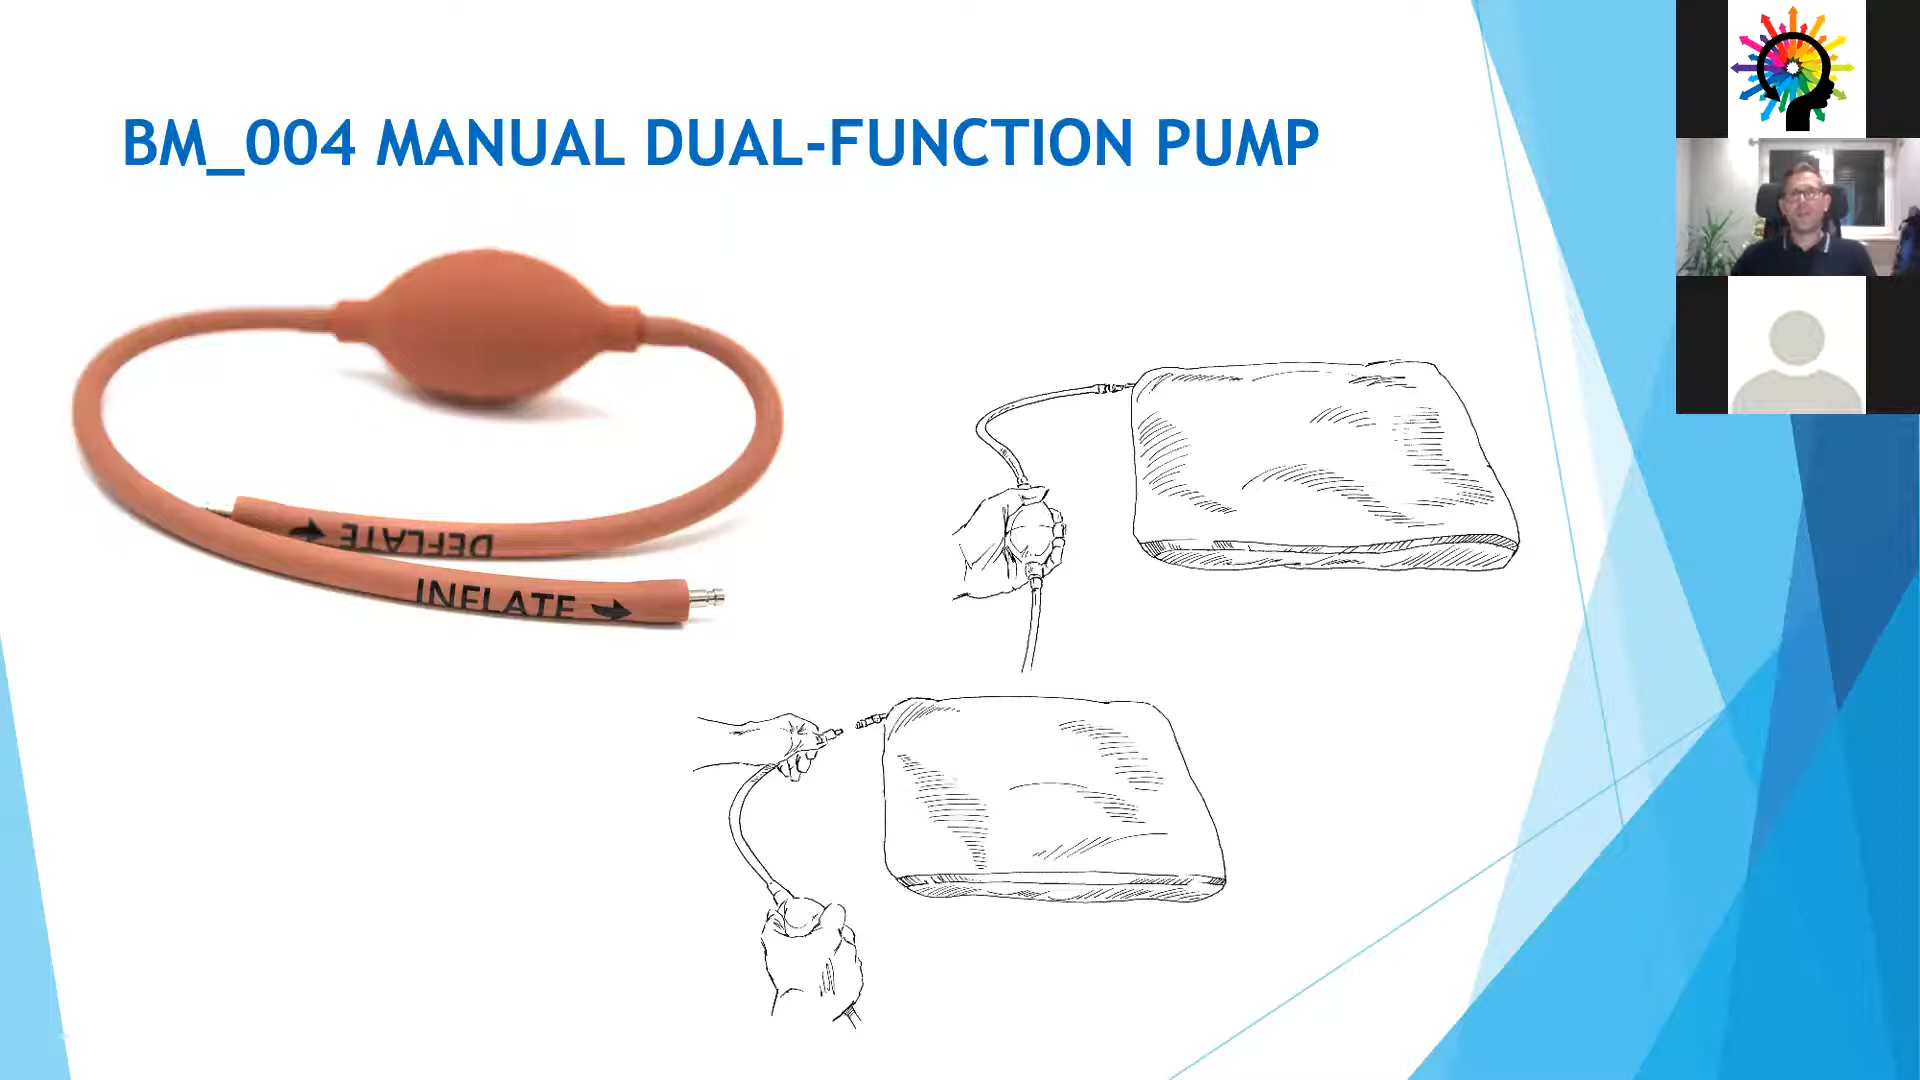 BM_004 MANUAL DUAL-FUNCTION PUMP
DEFLATE
INFLATE